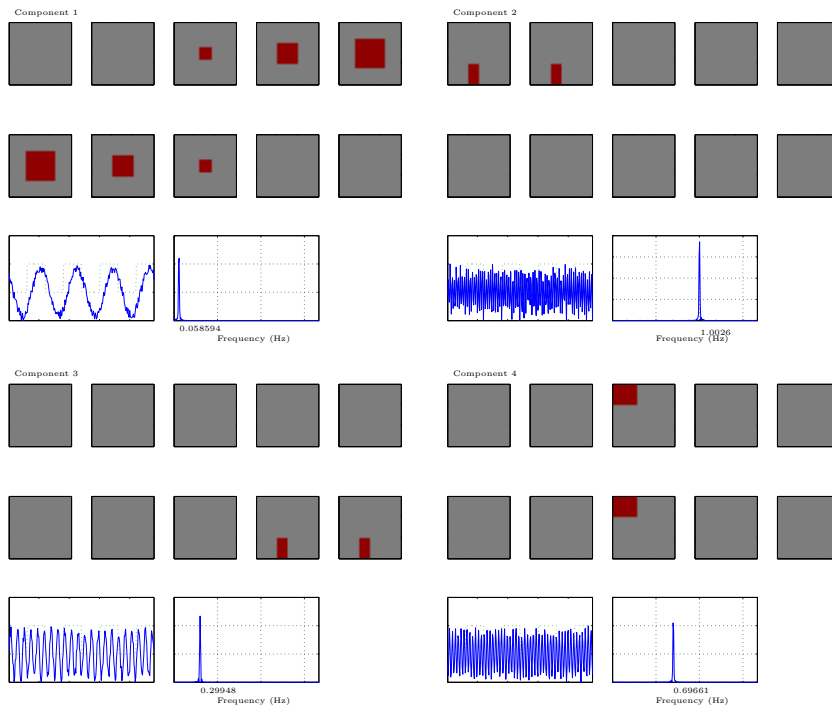 Component 1
Component 2
0.058594
Frequency (Hz)
1.0026
Frequency (Hz)
Component 3
Component 4
0.29948
Frequency (Hz)
0.69661
Frequency (Hz)